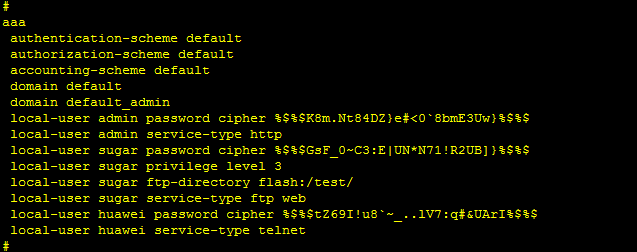 #
aaa
authentication-scheme default
authorization-scheme default
accounting-scheme default
domain default
domain default_admin
local-user admin password cipher %$%$K8m.Nt84DZ}e#<0`8bmE3Uw}%$%$
local-user admin service-type http
local-user sugar password cipher %$%$GsF_0~C3:E|UN*N71!R2UB]}%$%$
local-user sugar privilege level 3
local-user sugar ftp-directory flash:/test/
local-user sugar service-type ftp web
local-user huawei password cipher %$%$tZ69I!u8`~_..lV7:q#&UArI%$%$
local-user huawei service-type telnet
#